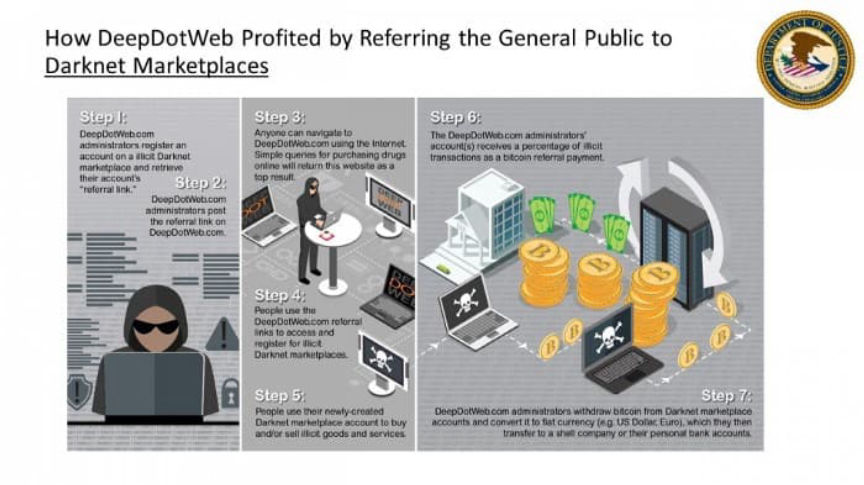 How DeepDotWeb Profited by Referring the General Public to
Darknet Marketplaces
DEPARTMENT OF JUSTICE
Step 1:
DeepDotWeb.com
administrators register an
account on a illicit Darknet
marketplace and retrieve
their account's
"referral link."
Step 2:
DeepDotWeb.com
administrators post
the referral link on
DeepDotWeb.com.
Step 3:
Anyone can navigate to
DeepDotWeb.com using the Internet.
Simple queries for purchasing drugs
online will return this website as a
top result.
DOT
DEEP
WEB
Step 4:
People use the
DeepDotWeb.com referral
links to access and
register for illicit
Darknet marketplaces.
DEE
DO
WE
Step 5:
People use their newly-created
Darknet marketplace account to buy
and/or sell illicit goods and services.
Step 6:
The DeepDotWeb.com administrators'
account(s) receives a percentage of illicit
transactions as a bitcoin referral payment.
Step 7:
DeepDotWeb.com administrators withdraw bitcoin from Darknet marketplace
accounts and convert it to fiat currency (e.g. US Dollar, Euro), which they then
transfer to a shell company or their personal bank accounts.